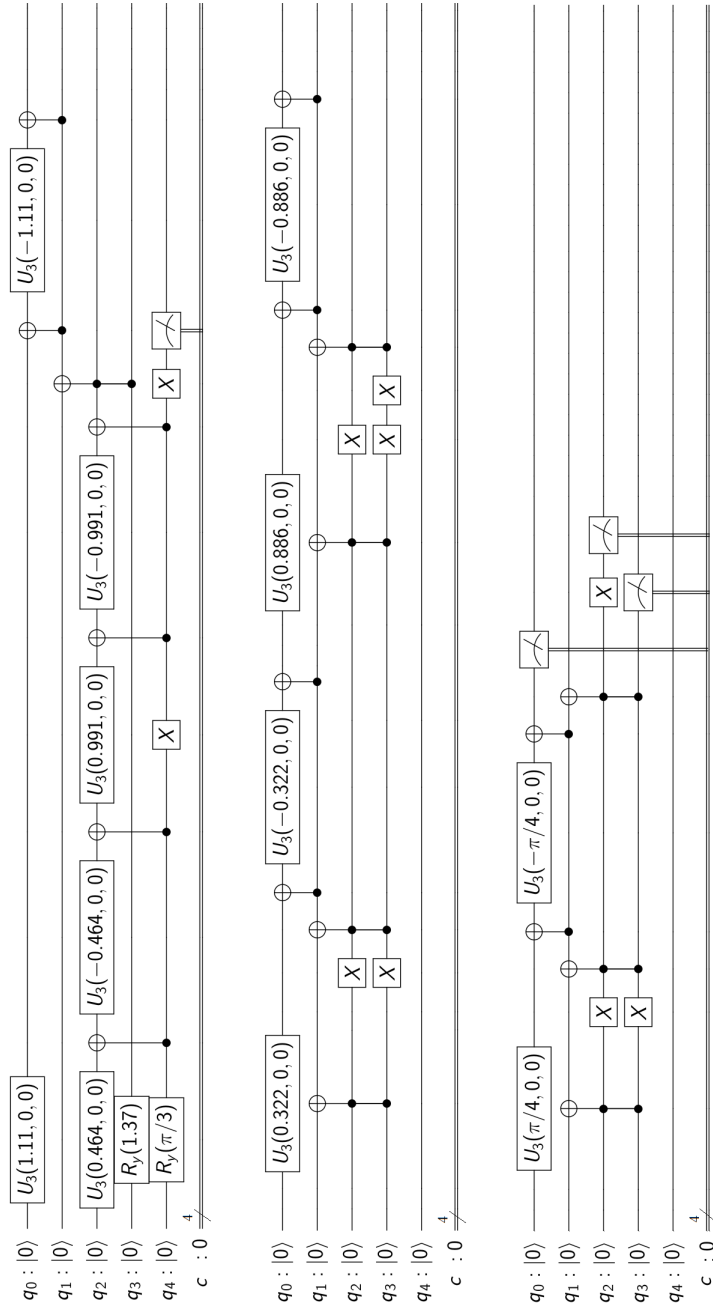 q₀ : |0⟩ U₃(1.11, 0, 0) U₃(−1.11, 0, 0)
q₁ : |0⟩
q₂ : |0⟩ U₃(0.464, 0, 0) U₃(−0.464, 0, 0) U₃(0.991, 0, 0) U₃(−0.991, 0, 0)
q₃ : |0⟩ R_y(1.37)
q₄ : |0⟩ R_y(π/3) X X
c : 0 4
q₀ : |0⟩ U₃(0.322, 0, 0) U₃(−0.322, 0, 0) U₃(0.886, 0, 0) U₃(−0.886, 0, 0)
q₁ : |0⟩
q₂ : |0⟩ X X
q₃ : |0⟩ X X X
q₄ : |0⟩
c : 0 4
q₀ : |0⟩ U₃(π/4, 0, 0) U₃(−π/4, 0, 0)
q₁ : |0⟩
q₂ : |0⟩ X X
q₃ : |0⟩ X
q₄ : |0⟩
c : 0 4